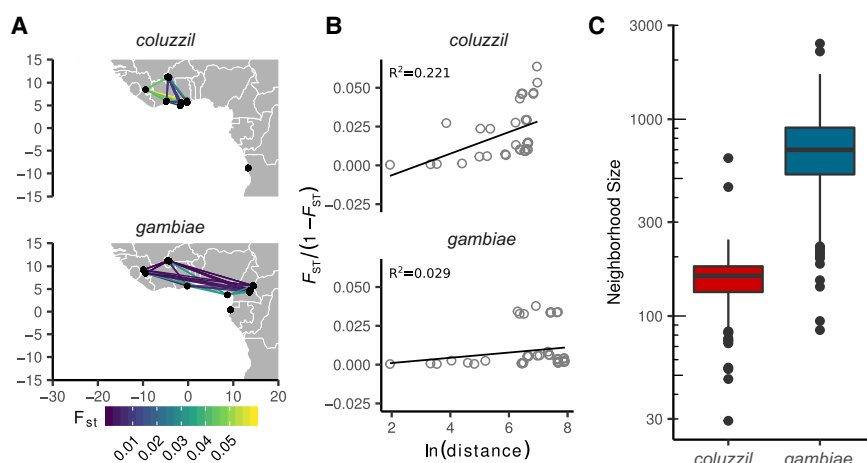 A
B
C
coluzzil
15
10
5
0
−5
−10
−15
gambiae
15
10
5
0
−5
−10
−15
−30
−20
−10
0
10
20
Fst
0.01
0.02
0.03
0.04
0.05
coluzzil
R²=0.221
0.050
0.025
0.000
−0.025
gambiae
R²=0.029
0.050
0.025
0.000
−0.025
2
4
6
8
ln(distance)
FST/(1−FST)
Neighborhood Size
3000
1000
300
100
30
coluzzil
gambiae